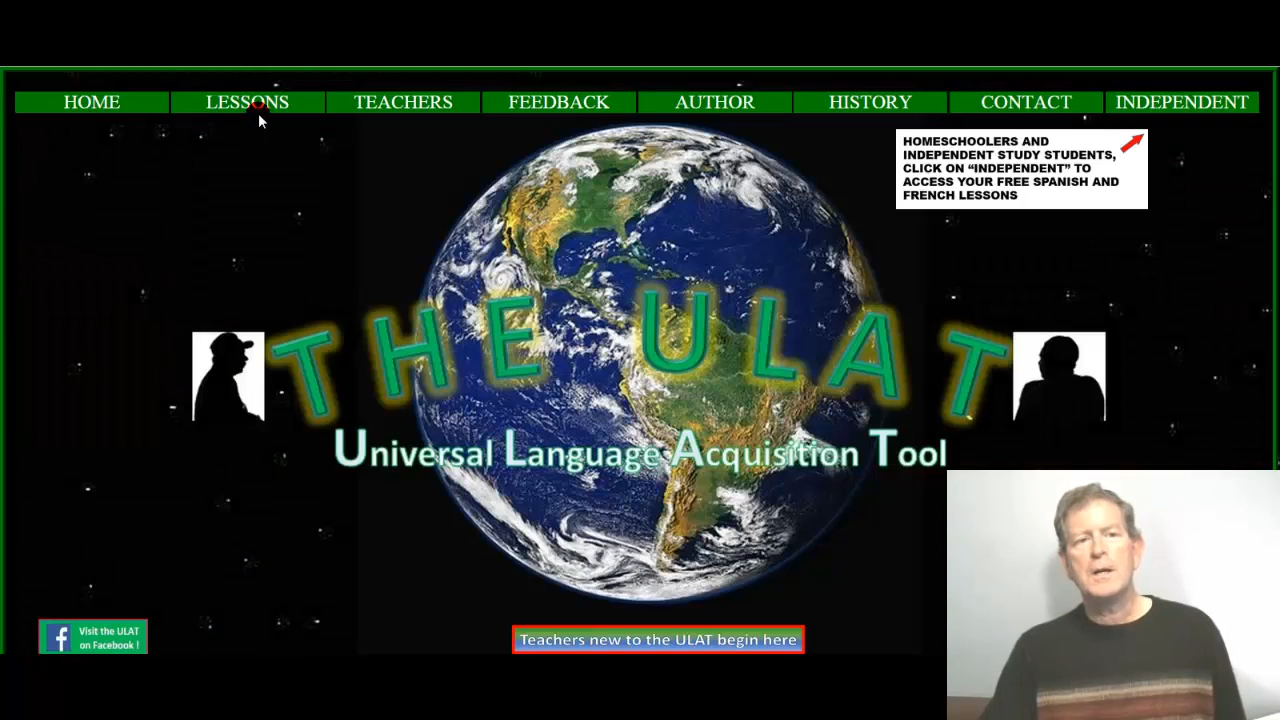 HOME LESSONS TEACHERS FEEDBACK AUTHOR HISTORY CONTACT INDEPENDENT
HOMESCHOOLERS AND
INDEPENDENT STUDY STUDENTS,
CLICK ON “INDEPENDENT” TO
ACCESS YOUR FREE SPANISH AND
FRENCH LESSONS
THE ULAT
Universal Language Acquisition Tool
Visit the ULAT
on Facebook !
Teachers new to the ULAT begin here